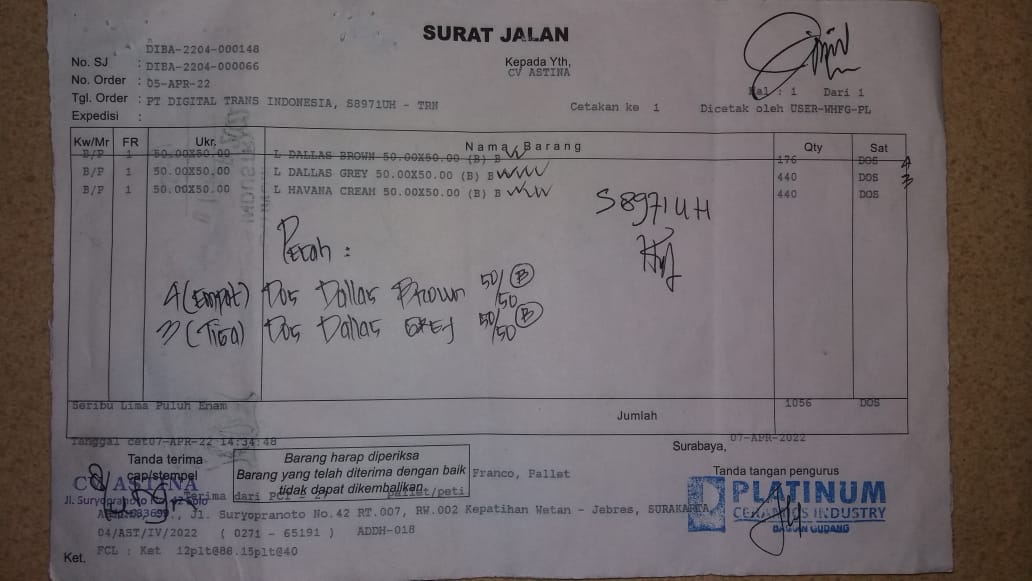 SURAT JALAN
DIBA-2204-000148
No. SJ : DIBA-2204-000066
No. Order : 05-APR-22
Tgl. Order : PT DIGITAL TRANS INDONESIA, S8971UH - TRN
Expedisi :
Kepada Yth,
CV ASTINA
Hal : 1 Dari 1
Cetakan ke 1 Dicetak oleh USER-WHFG-PL
Kw/Mr FR Ukr. Nama Barang Qty Sat
B/P 1 50.00X50.00 L DALLAS BROWN 50.00X50.00 (B) B 176 DOS 4
B/P 1 50.00X50.00 L DALLAS GREY 50.00X50.00 (B) B 440 DOS 3
B/P 1 50.00X50.00 L HAVANA CREAM 50.00X50.00 (B) B 440 DOS
S8971UH
Pecah :
4 (Empat) Dos Dallas Brown 50/50 B
3 (Tiga) Dos Dallas GREY 50/50 B
Seribu Lima Puluh Enam
Jumlah 1056 DOS
Tanggal cet07-APR-22 14:34:48
Surabaya, 07-APR-2022
Tanda terima
cap/stempel
CV ASTINA
Jl. Suryopranoto No. 42 Solo
Barang harap diperiksa
Barang yang telah diterima dengan baik
tidak dapat dikembalikan
Franco, Pallet
Terima dari
pallet/peti
Tanda tangan pengurus
PLATINUM
CERAMICS INDUSTRY
BAGIAN GUDANG
Jl. Suryopranoto No.42 RT.007, RW.002 Kepatihan Wetan - Jebres, SURAKARTA,
04/AST/IV/2022 ( 0271 - 65191 ) ADDH-018
Ket. FCL : Ket 12plt@88.15plt@40